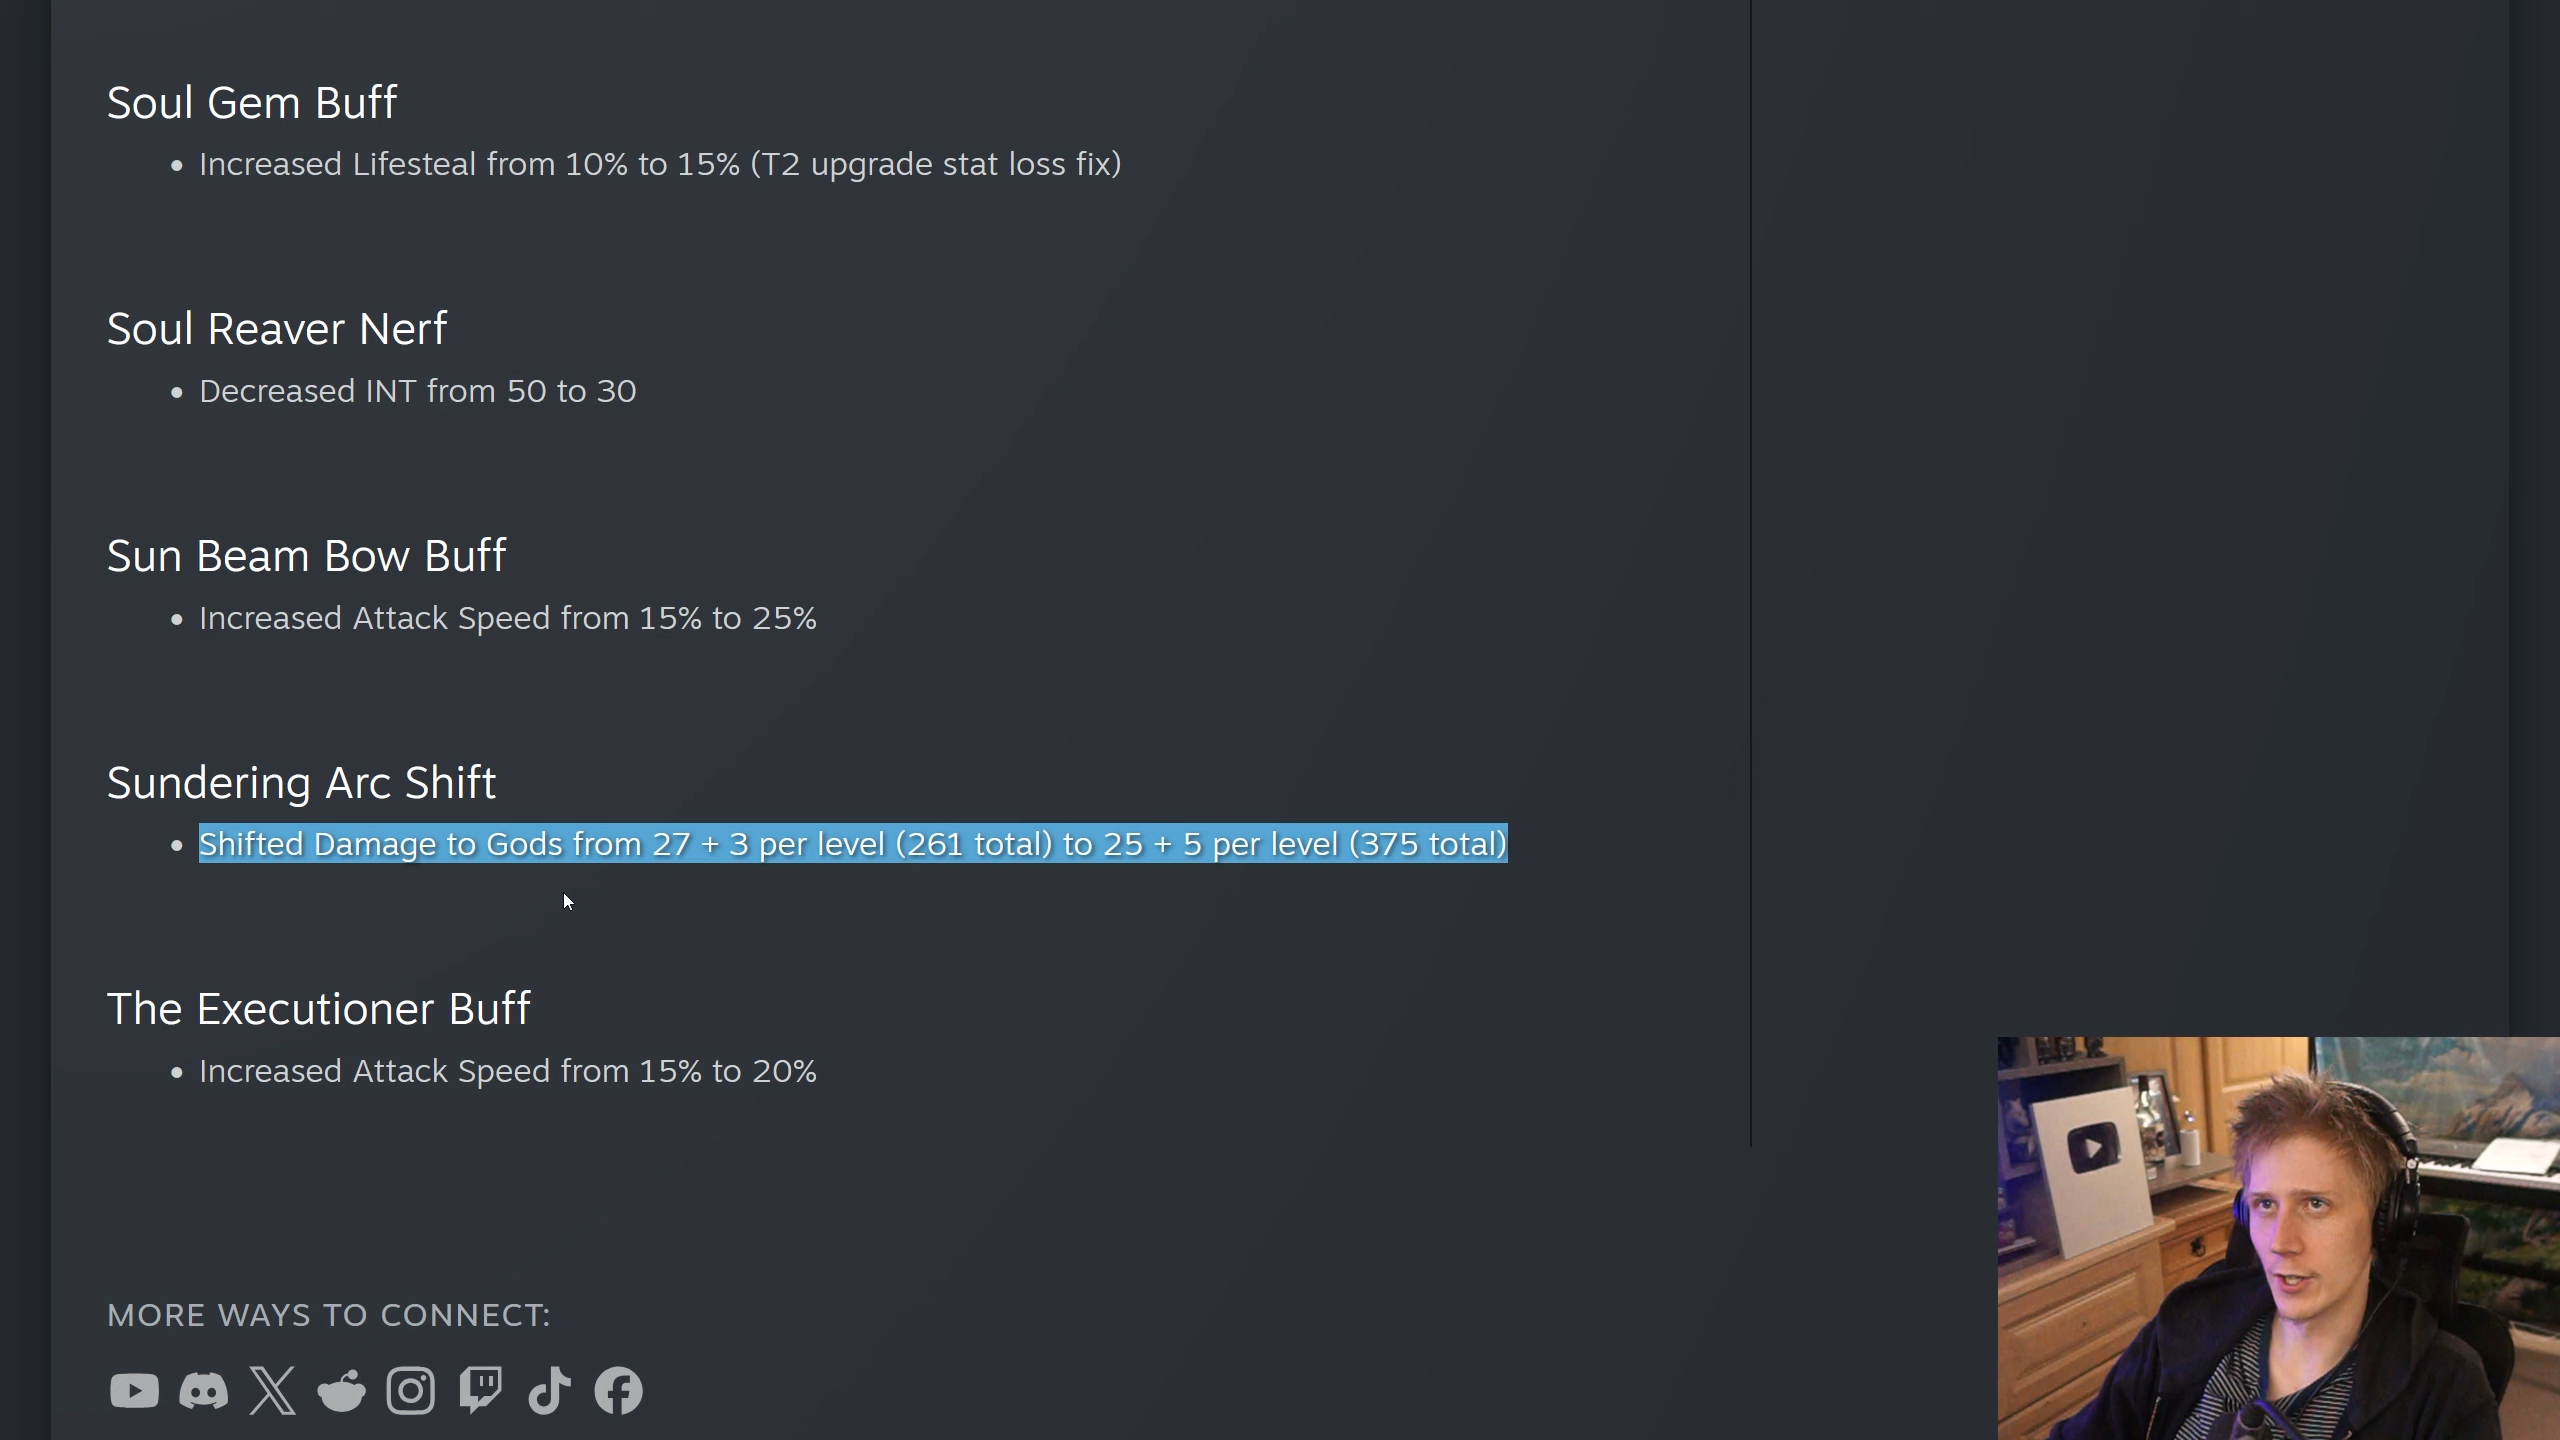 Soul Gem Buff
• Increased Lifesteal from 10% to 15% (T2 upgrade stat loss fix)
Soul Reaver Nerf
• Decreased INT from 50 to 30
Sun Beam Bow Buff
• Increased Attack Speed from 15% to 25%
Sundering Arc Shift
• Shifted Damage to Gods from 27 + 3 per level (261 total) to 25 + 5 per level (375 total)
The Executioner Buff
• Increased Attack Speed from 15% to 20%
MORE WAYS TO CONNECT: